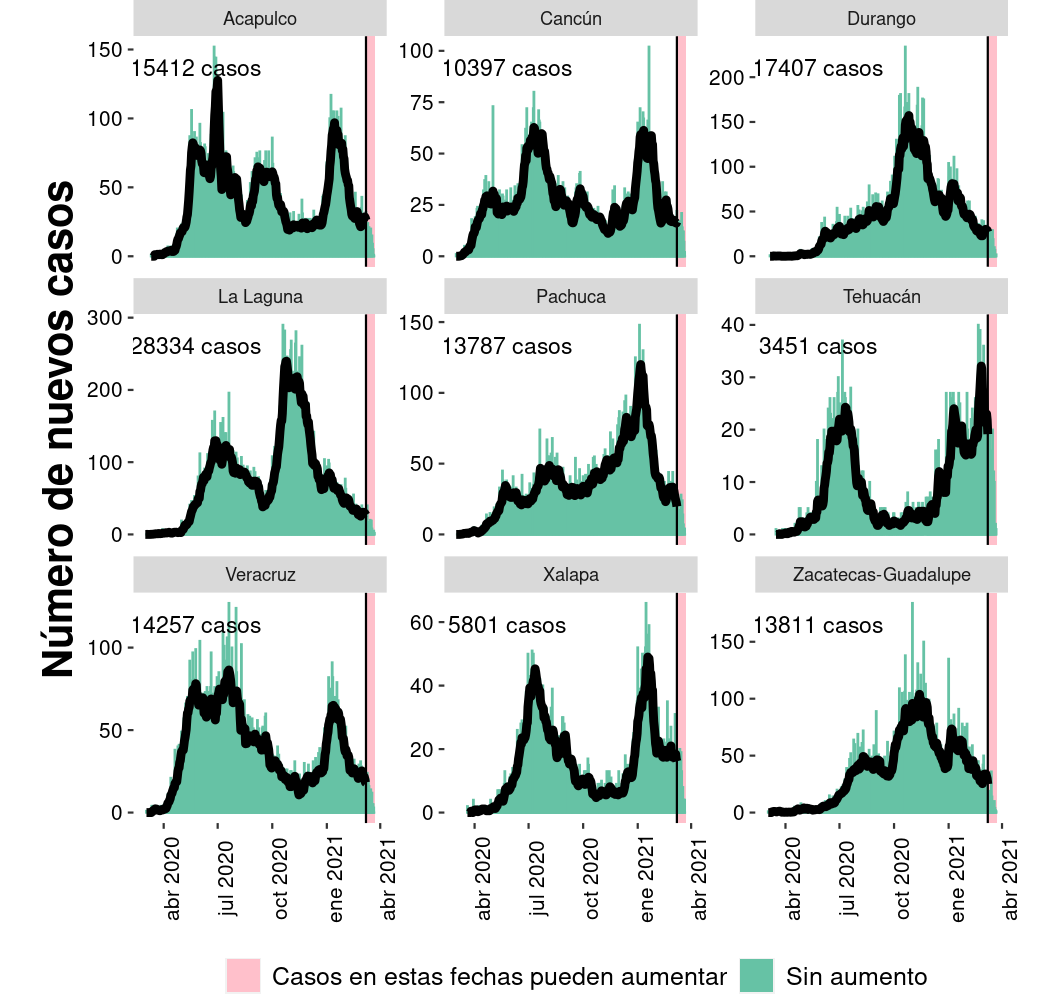 Número de nuevos casos
Acapulco
15412 casos
150
100
50
0
Cancún
10397 casos
100
75
50
25
0
Durango
17407 casos
200
150
100
50
0
La Laguna
28334 casos
300
200
100
0
Pachuca
13787 casos
150
100
50
0
Tehuacán
3451 casos
40
30
20
10
0
Veracruz
14257 casos
100
50
0
Xalapa
5801 casos
60
40
20
0
Zacatecas-Guadalupe
13811 casos
150
100
50
0
abr 2020
jul 2020
oct 2020
ene 2021
abr 2021
abr 2020
jul 2020
oct 2020
ene 2021
abr 2021
abr 2020
jul 2020
oct 2020
ene 2021
abr 2021
Casos en estas fechas pueden aumentar
Sin aumento